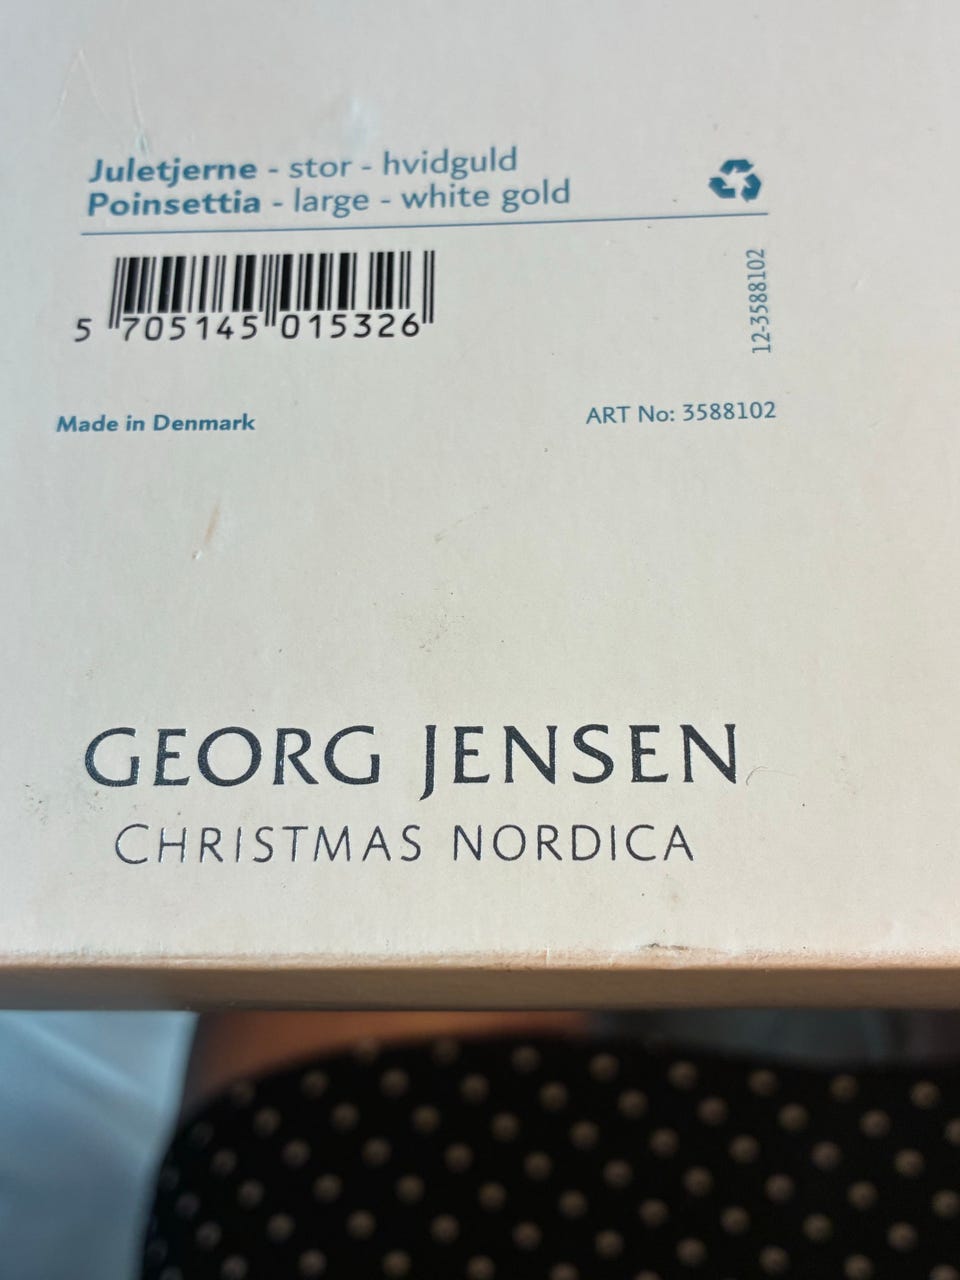 Juletjerne - stor - hvidguld
Poinsettia - large - white gold
5 705145 015326
12-3588102
Made in Denmark
ART No: 3588102
GEORG JENSEN
CHRISTMAS NORDICA